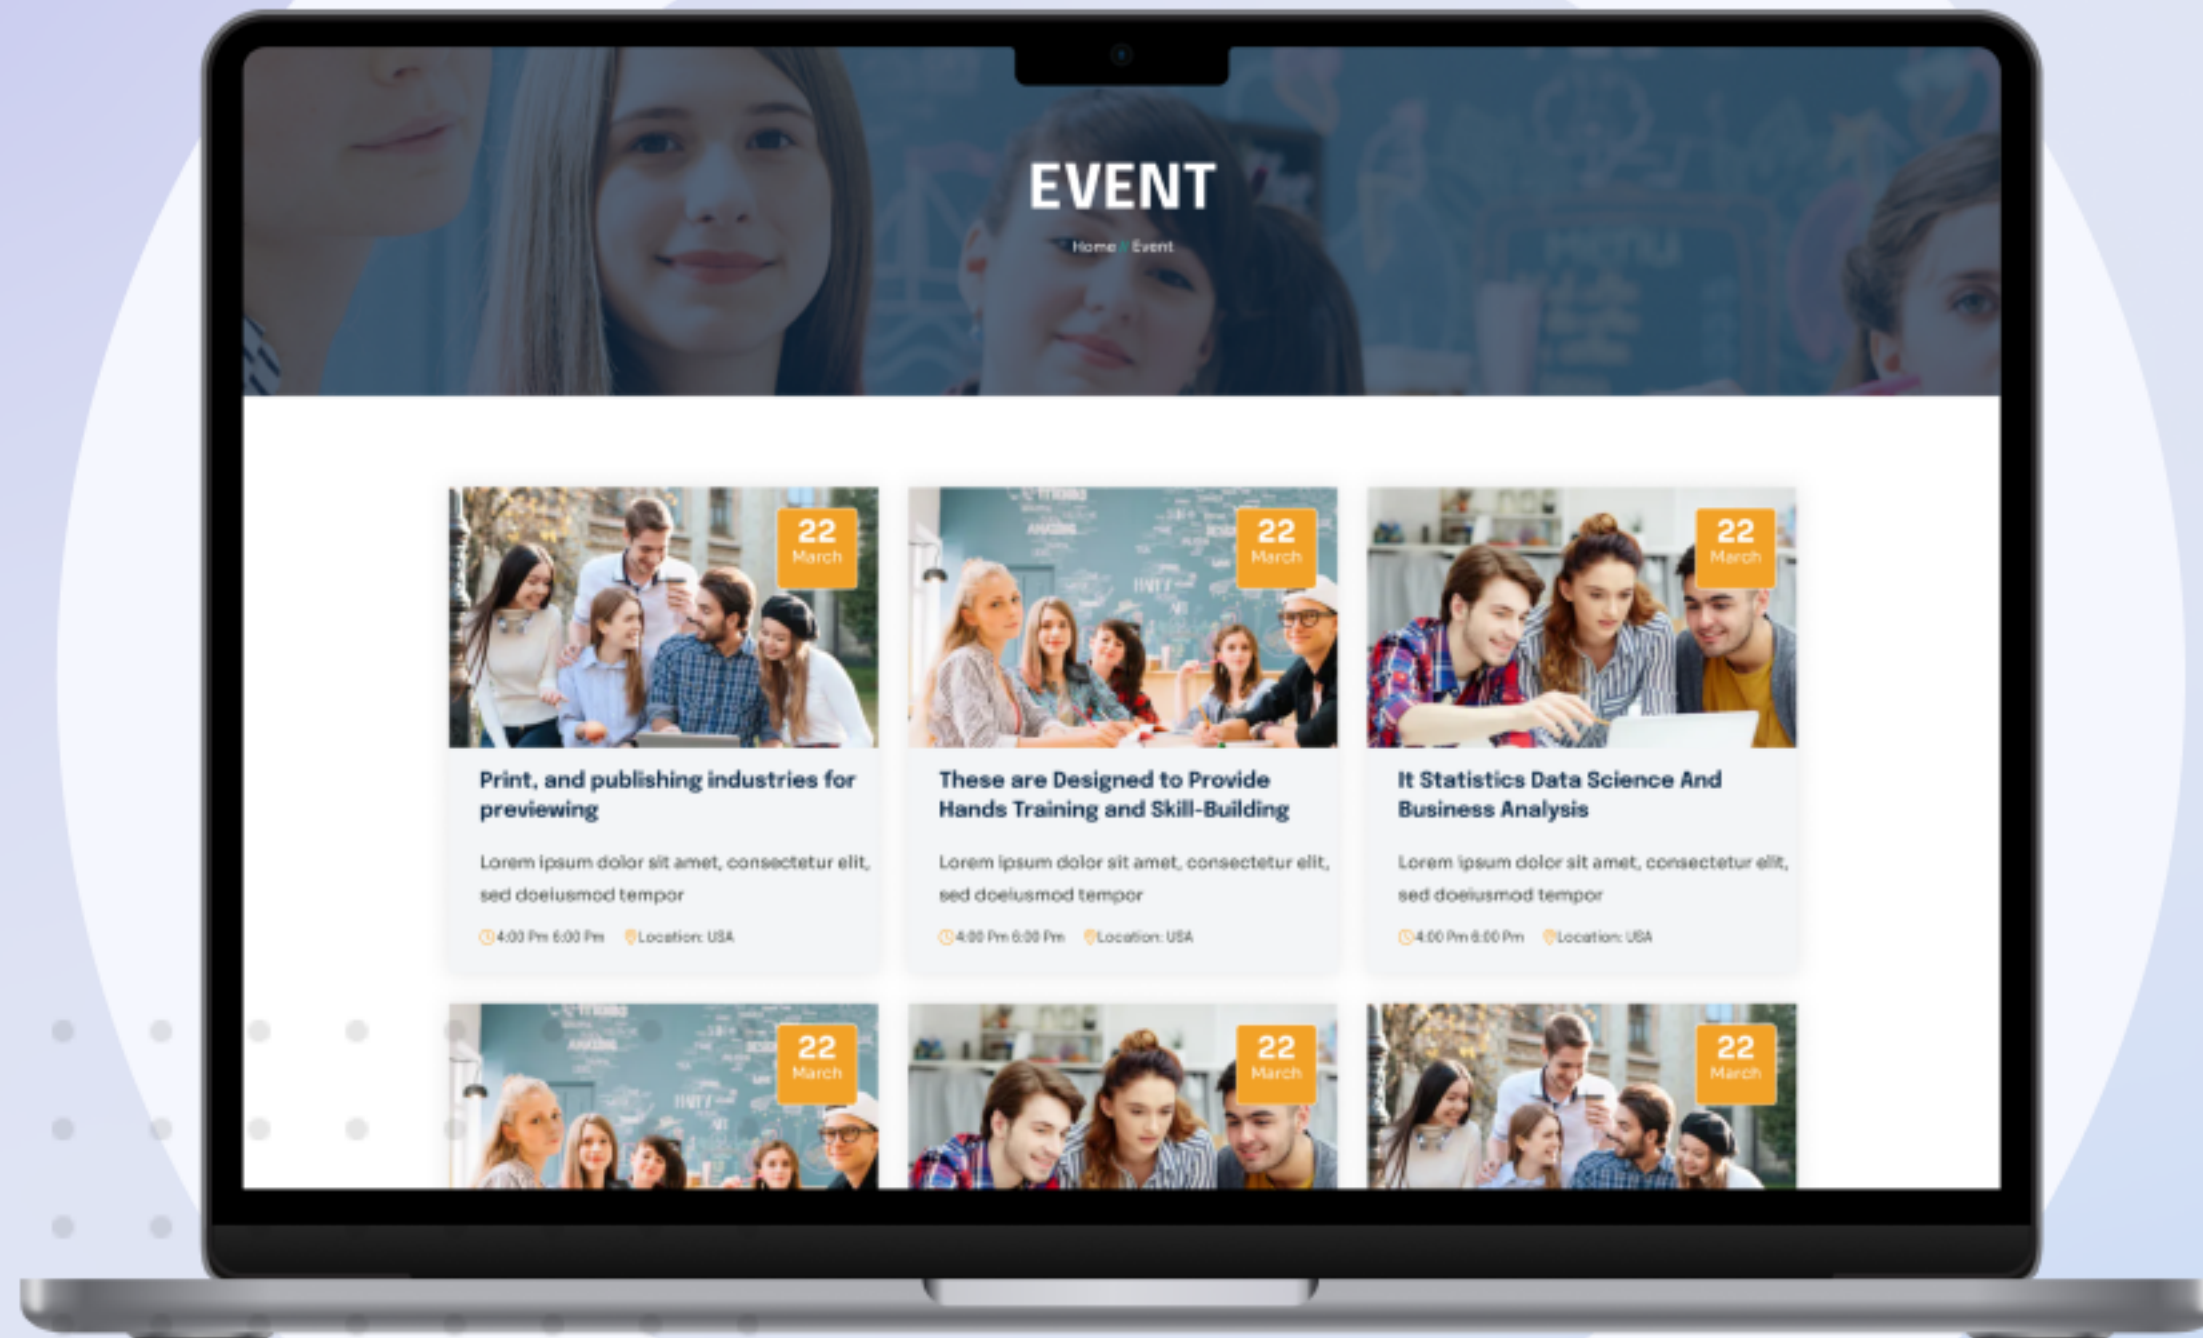 EVENT
Home // Event
22
March
22
March
22
March
Print, and publishing industries for
previewing
These are Designed to Provide
Hands Training and Skill-Building
It Statistics Data Science And
Business Analysis
Lorem ipsum dolor sit amet, consectetur elit,
sed doeiusmod tempor
Lorem ipsum dolor sit amet, consectetur elit,
sed doeiusmod tempor
Lorem ipsum dolor sit amet, consectetur elit,
sed doeiusmod tempor
4:00 Pm 6:00 Pm Location: USA
4:00 Pm 6:00 Pm Location: USA
4:00 Pm 6:00 Pm Location: USA
22
March
22
March
22
March